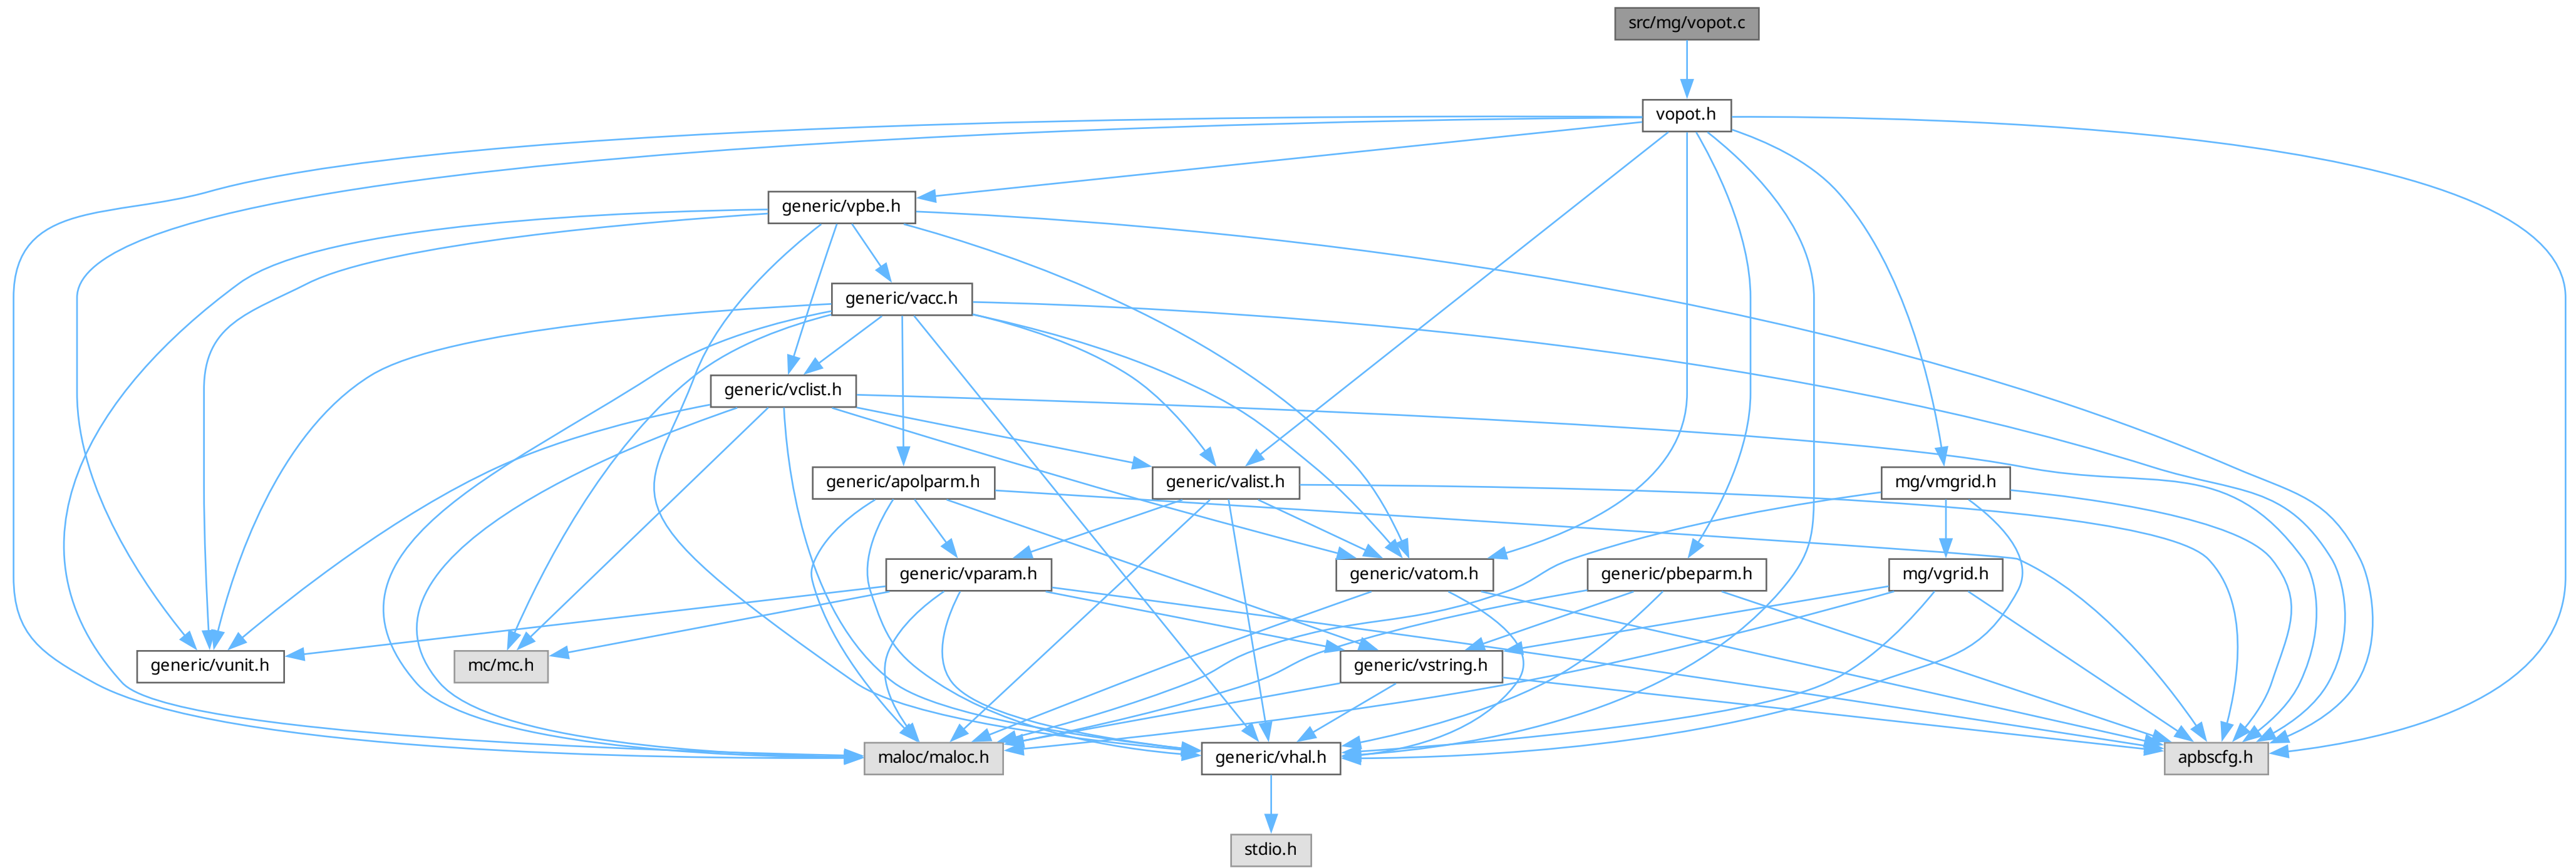 src/mg/vopot.c
vopot.h
generic/vpbe.h
generic/vacc.h
generic/vclist.h
generic/apolparm.h
generic/valist.h
mg/vmgrid.h
generic/vparam.h
generic/vatom.h
generic/pbeparm.h
mg/vgrid.h
generic/vunit.h
mc/mc.h
generic/vstring.h
maloc/maloc.h
generic/vhal.h
apbscfg.h
stdio.h